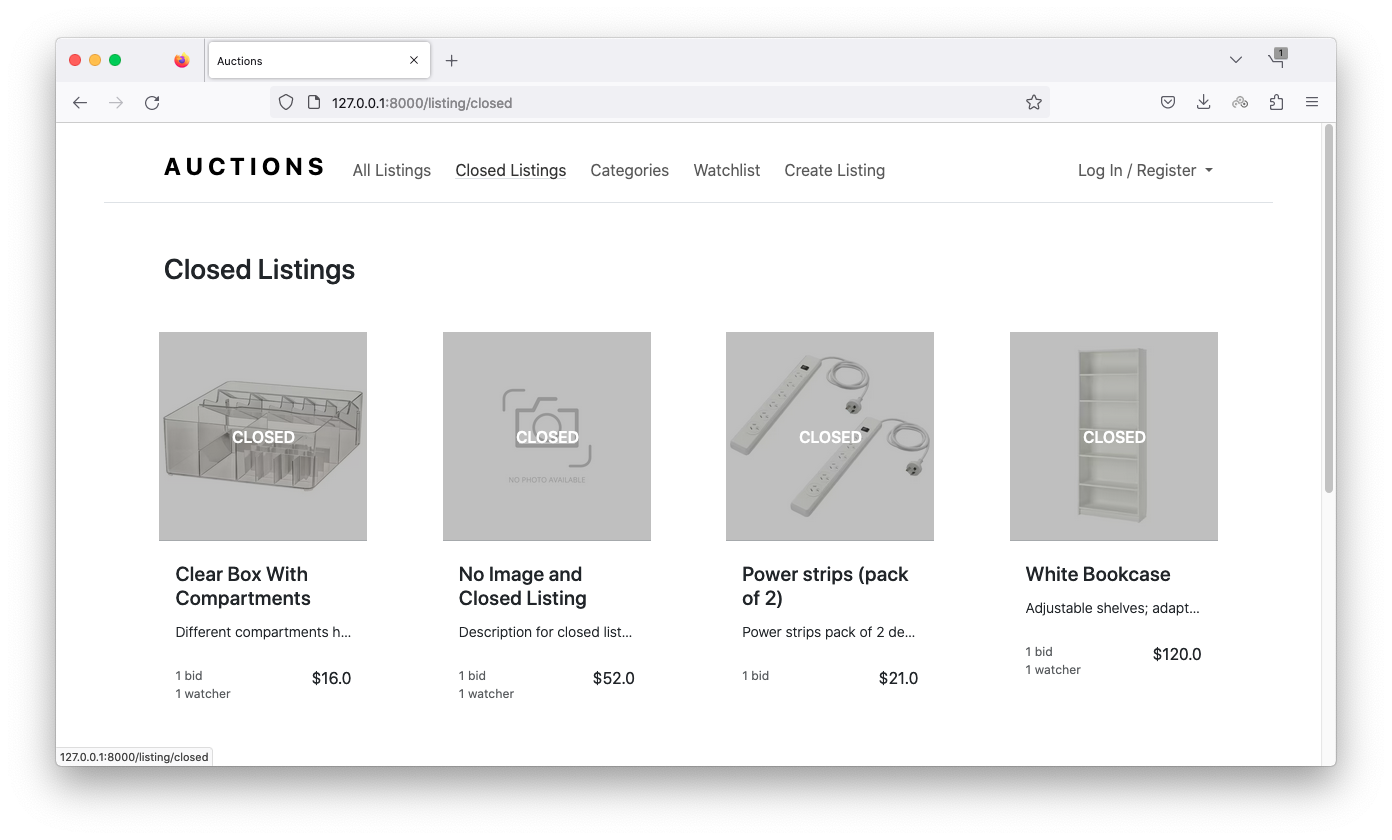 Auctions
1
127.0.0.1:8000/listing/closed
AUCTIONS
All Listings
Closed Listings
Categories
Watchlist
Create Listing
Log In / Register
Closed Listings
CLOSED
CLOSED
NO PHOTO AVAILABLE
CLOSED
CLOSED
Clear Box With
Compartments
Different compartments h...
1 bid
1 watcher
$16.0
No Image and
Closed Listing
Description for closed list...
1 bid
1 watcher
$52.0
Power strips (pack
of 2)
Power strips pack of 2 de...
1 bid
$21.0
White Bookcase
Adjustable shelves; adapt...
1 bid
1 watcher
$120.0
127.0.0.1:8000/listing/closed